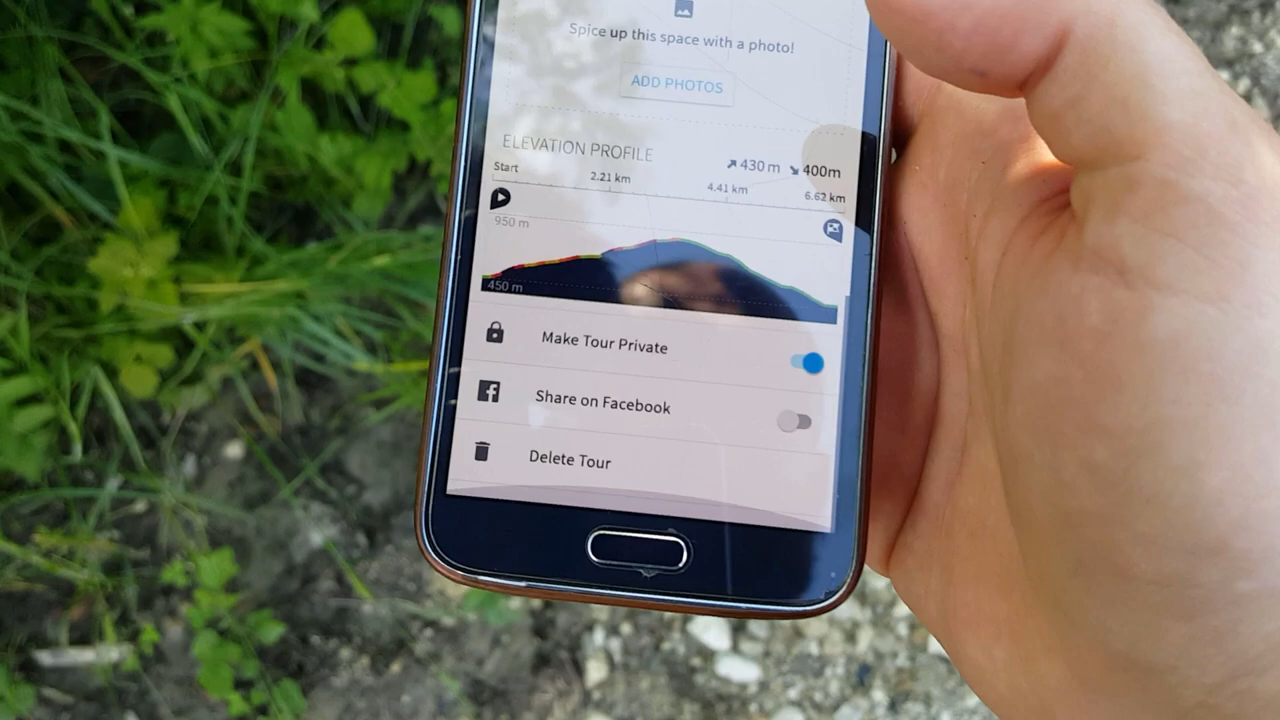 Spice up this space with a photo!
ADD PHOTOS
ELEVATION PROFILE
430 m 400m
Start 2.21 km 4.41 km 6.62 km
950 m
450 m
Make Tour Private
Share on Facebook
Delete Tour